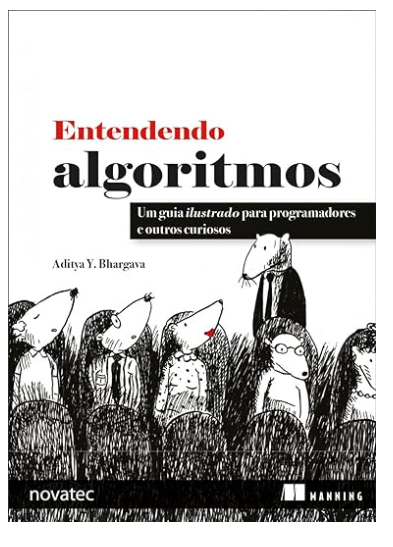 Entendendo
algoritmos
Um guia ilustrado para programadores
e outros curiosos
Aditya Y. Bhargava
novatec
MANNING